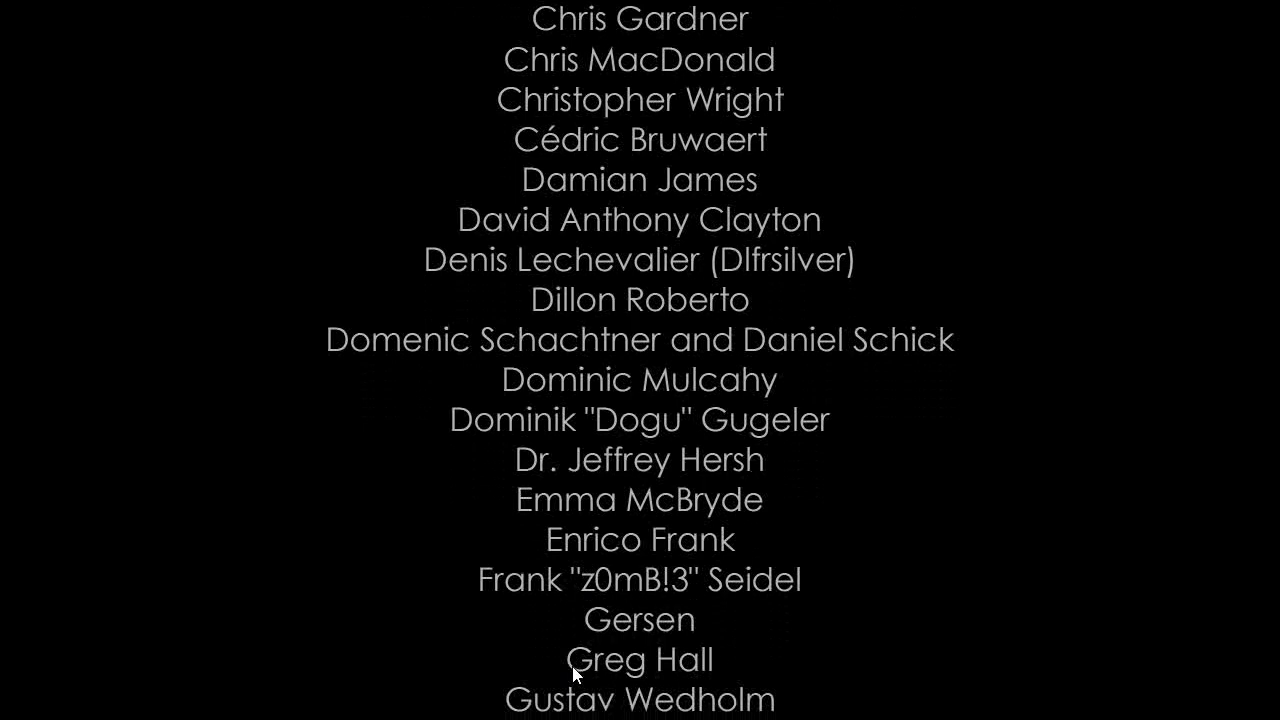 Chris Gardner
Chris MacDonald
Christopher Wright
Cédric Bruwaert
Damian James
David Anthony Clayton
Denis Lechevalier (Dlfrsilver)
Dillon Roberto
Domenic Schachtner and Daniel Schick
Dominic Mulcahy
Dominik "Dogu" Gugeler
Dr. Jeffrey Hersh
Emma McBryde
Enrico Frank
Frank "z0mB!3" Seidel
Gersen
Greg Hall
Gustav Wedholm